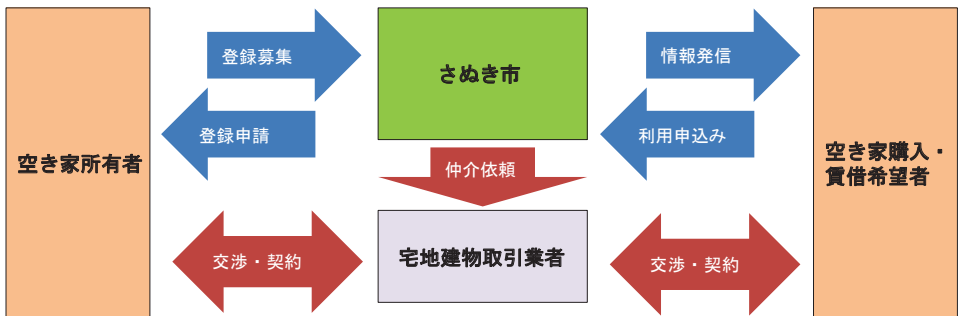 空き家所有者
登録募集
登録申請
さぬき市
仲介依頼
宅地建物取引業者
情報発信
利用申込み
交渉・契約
交渉・契約
空き家購入・
賃借希望者